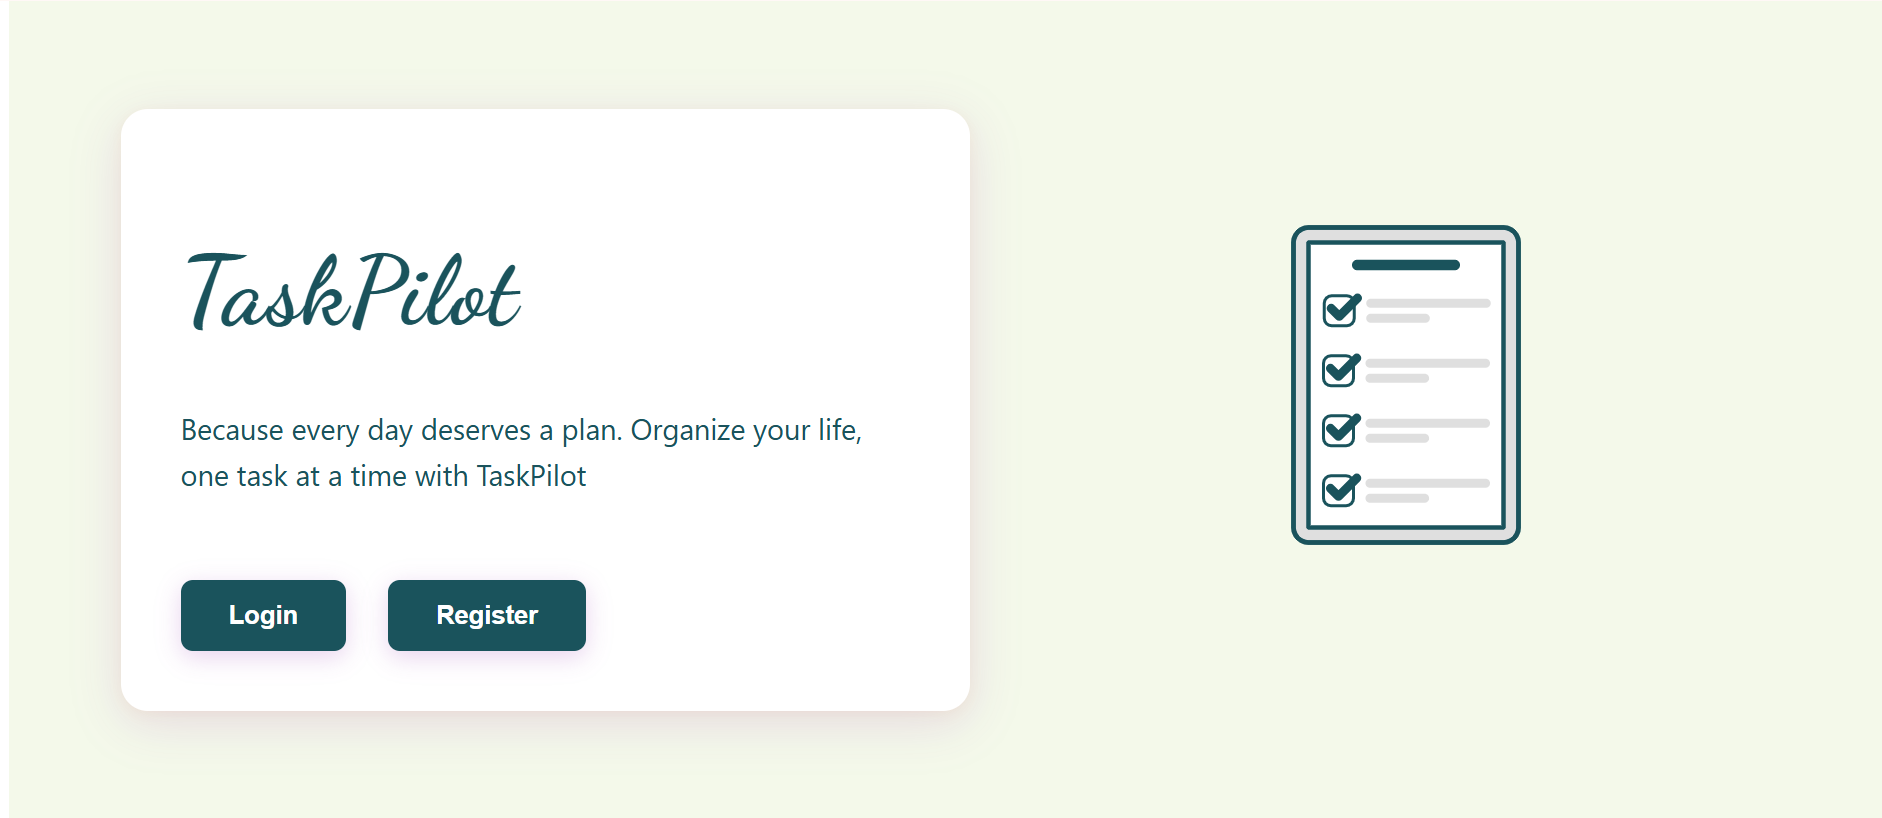 TaskPilot
Because every day deserves a plan. Organize your life,
one task at a time with TaskPilot
Login
Register